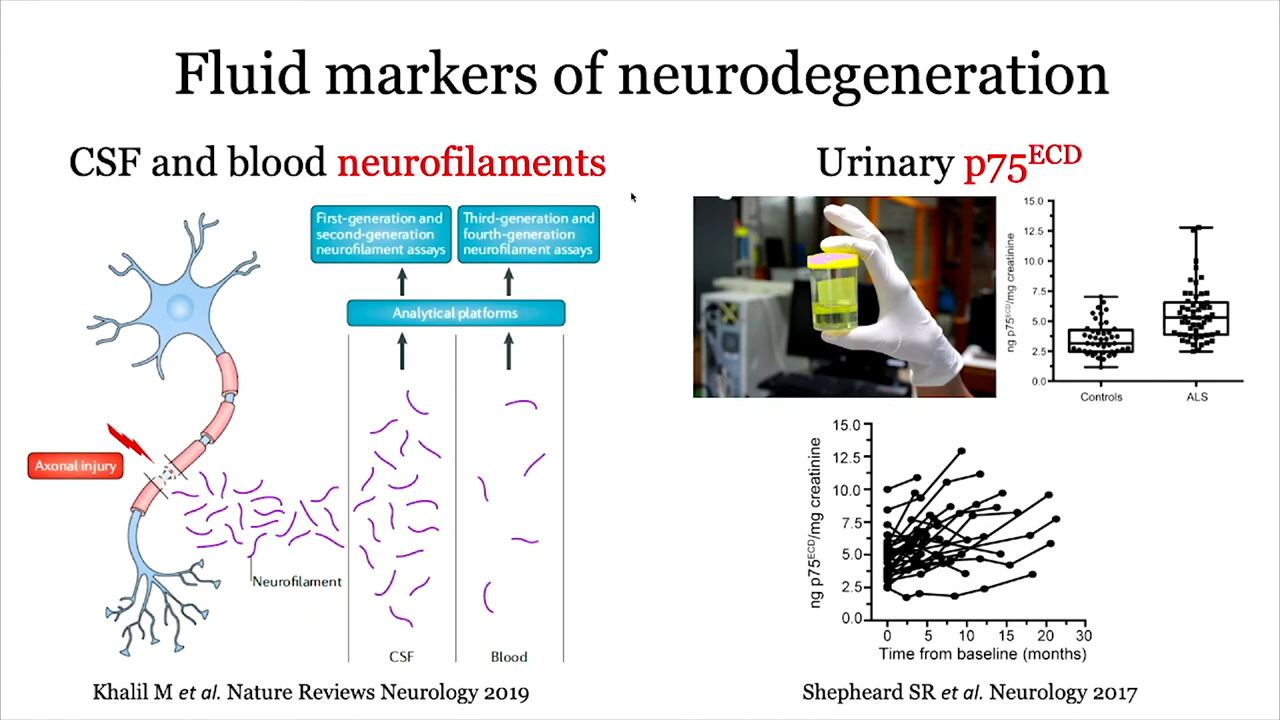 Fluid markers of neurodegeneration
CSF and blood neurofilaments
First-generation and
second-generation
neurofilament assays
Third-generation and
fourth-generation
neurofilament assays
Analytical platforms
Axonal injury
Neurofilament
CSF
Blood
Khalil M et al. Nature Reviews Neurology 2019
Urinary p75ECD
ng p75ECD/mg creatinine
15.0
12.5
10.0
7.5
5.0
2.5
0.0
Controls
ALS
ng p75ECD/mg creatinine
15.0
12.5
10.0
7.5
5.0
2.5
0.0
0 5 10 15 20 30
Time from baseline (months)
Shepheard SR et al. Neurology 2017